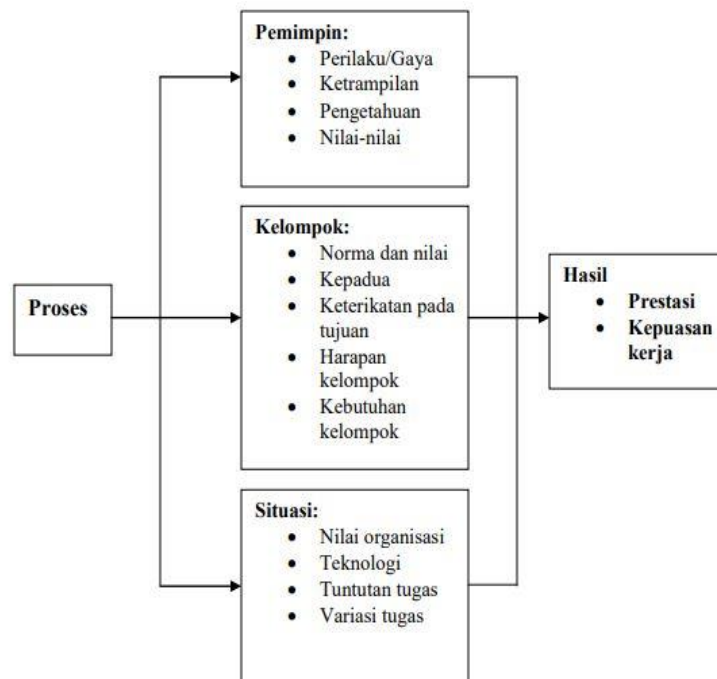 Proses
Pemimpin:
• Perilaku/Gaya
• Ketrampilan
• Pengetahuan
• Nilai-nilai
Kelompok:
• Norma dan nilai
• Kepadua
• Keterikatan pada
tujuan
• Harapan
kelompok
• Kebutuhan
kelompok
Situasi:
• Nilai organisasi
• Teknologi
• Tuntutan tugas
• Variasi tugas
Hasil
• Prestasi
• Kepuasan
kerja